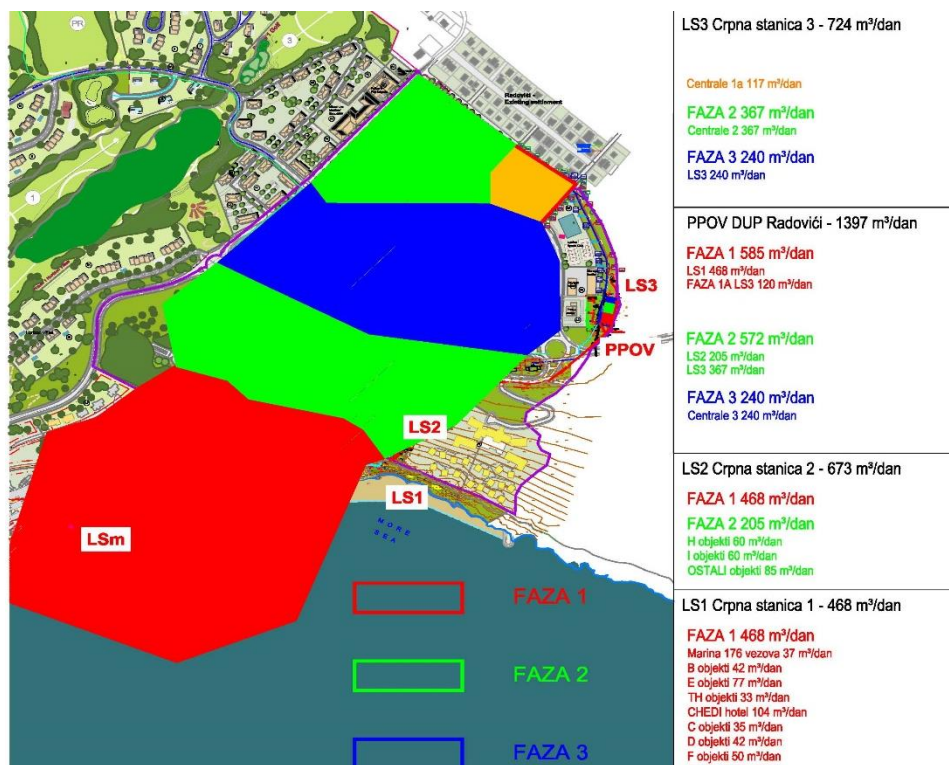 LS3 Crpna stanica 3 - 724 m³/dan
Centrale 1a 117 m³/dan
FAZA 2 367 m³/dan
Centrale 2 367 m³/dan
FAZA 3 240 m³/dan
LS3 240 m³/dan
PPOV DUP Radovići - 1397 m³/dan
FAZA 1 585 m³/dan
LS1 468 m³/dan
FAZA 1A LS3 120 m³/dan
FAZA 2 572 m³/dan
LS2 205 m³/dan
LS3 367 m³/dan
FAZA 3 240 m³/dan
Centrale 3 240 m³/dan
LS2 Crpna stanica 2 - 673 m³/dan
FAZA 1 468 m³/dan
FAZA 2 205 m³/dan
H objekti 60 m³/dan
I objekti 60 m³/dan
OSTALI objekti 85 m³/dan
LS1 Crpna stanica 1 - 468 m³/dan
FAZA 1 468 m³/dan
Marina 176 vezova 37 m³/dan
B objekti 42 m³/dan
E objekti 77 m³/dan
TH objekti 33 m³/dan
CHEDI hotel 104 m³/dan
C objekti 35 m³/dan
D objekti 42 m³/dan
F objekti 50 m³/dan
PR
3
Radovići -
Existing settlement
1
LS3
PPOV
LS2
LS1
LSm
MORE
SEA
FAZA 1
FAZA 2
FAZA 3